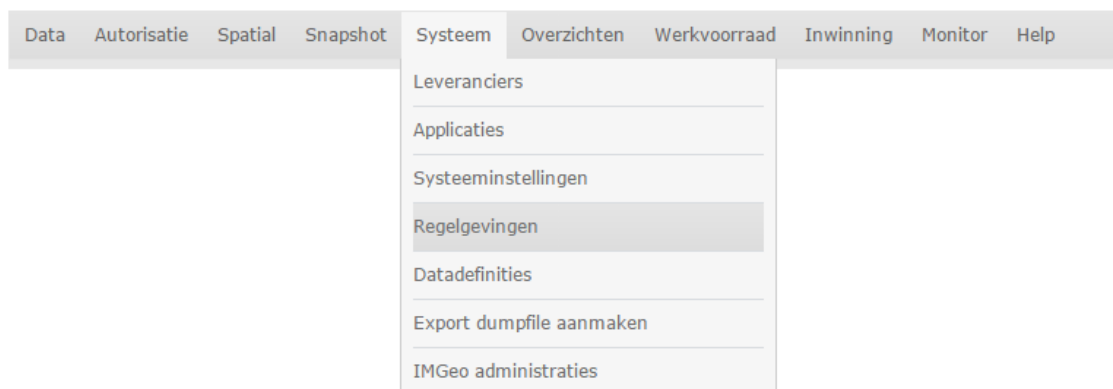 Data Autorisatie Spatial Snapshot Systeem Overzichten Werkvoorraad Inwinning Monitor Help
Leveranciers
Applicaties
Systeeminstellingen
Regelgevingen
Datadefinities
Export dumpfile aanmaken
IMGeo administraties